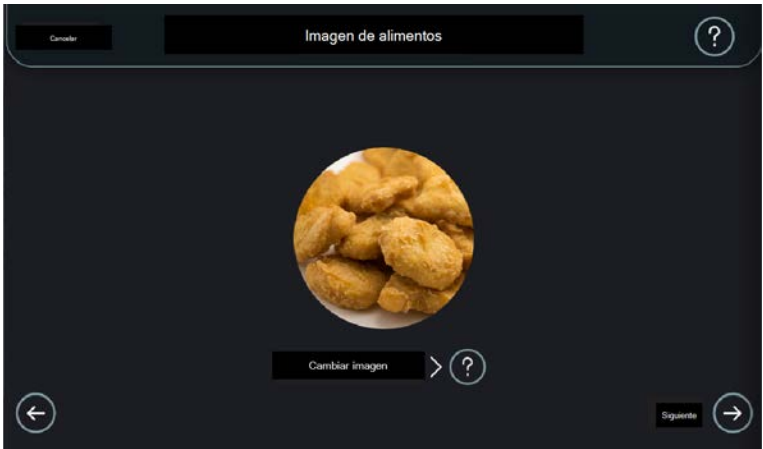 Cancelar
Imagen de alimentos
?
Cambiar imagen
?
Siguiente